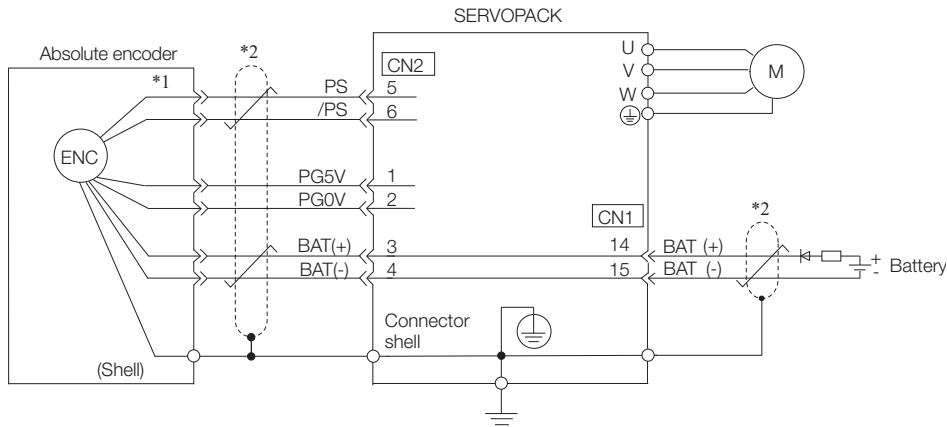 SERVOPACK
Absolute encoder
*2
*1
CN2
U
V
W
M
PS 5
/PS 6
ENC
PG5V 1
PG0V 2
CN1
*2
BAT(+) 3
14 BAT (+)
BAT(-) 4
15 BAT (-)
+
-
Battery
Connector
shell
(Shell)